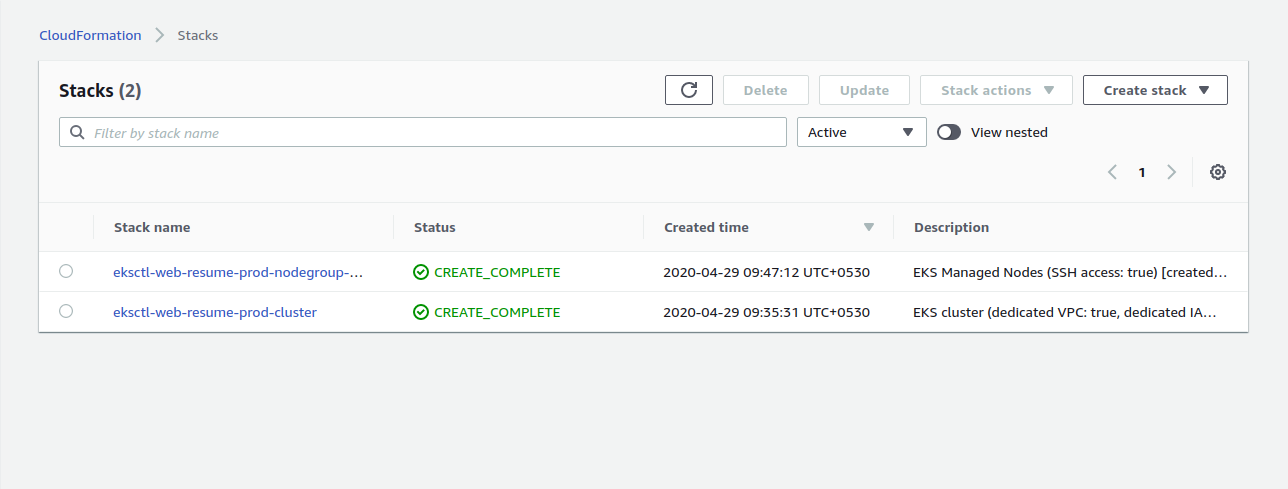 CloudFormation > Stacks
Stacks (2)
Delete
Update
Stack actions
Create stack
Filter by stack name
Active
View nested
1
Stack name Status Created time Description
eksctl-web-resume-prod-nodegroup-... CREATE_COMPLETE 2020-04-29 09:47:12 UTC+0530 EKS Managed Nodes (SSH access: true) [created...
eksctl-web-resume-prod-cluster CREATE_COMPLETE 2020-04-29 09:35:31 UTC+0530 EKS cluster (dedicated VPC: true, dedicated IA...